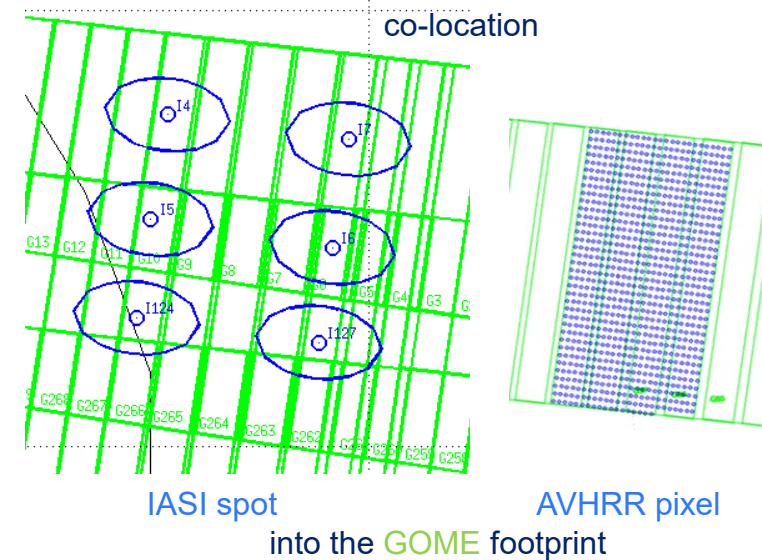 co-location
I4
I7
I5
I6
G13 G12 G11 G10 G9 G8 G7 G6 G5 G4 G3
I124
I127
G268 G267 G266 G265 G264 G263 G262 G259
IASI spot
AVHRR pixel
into the GOME footprint